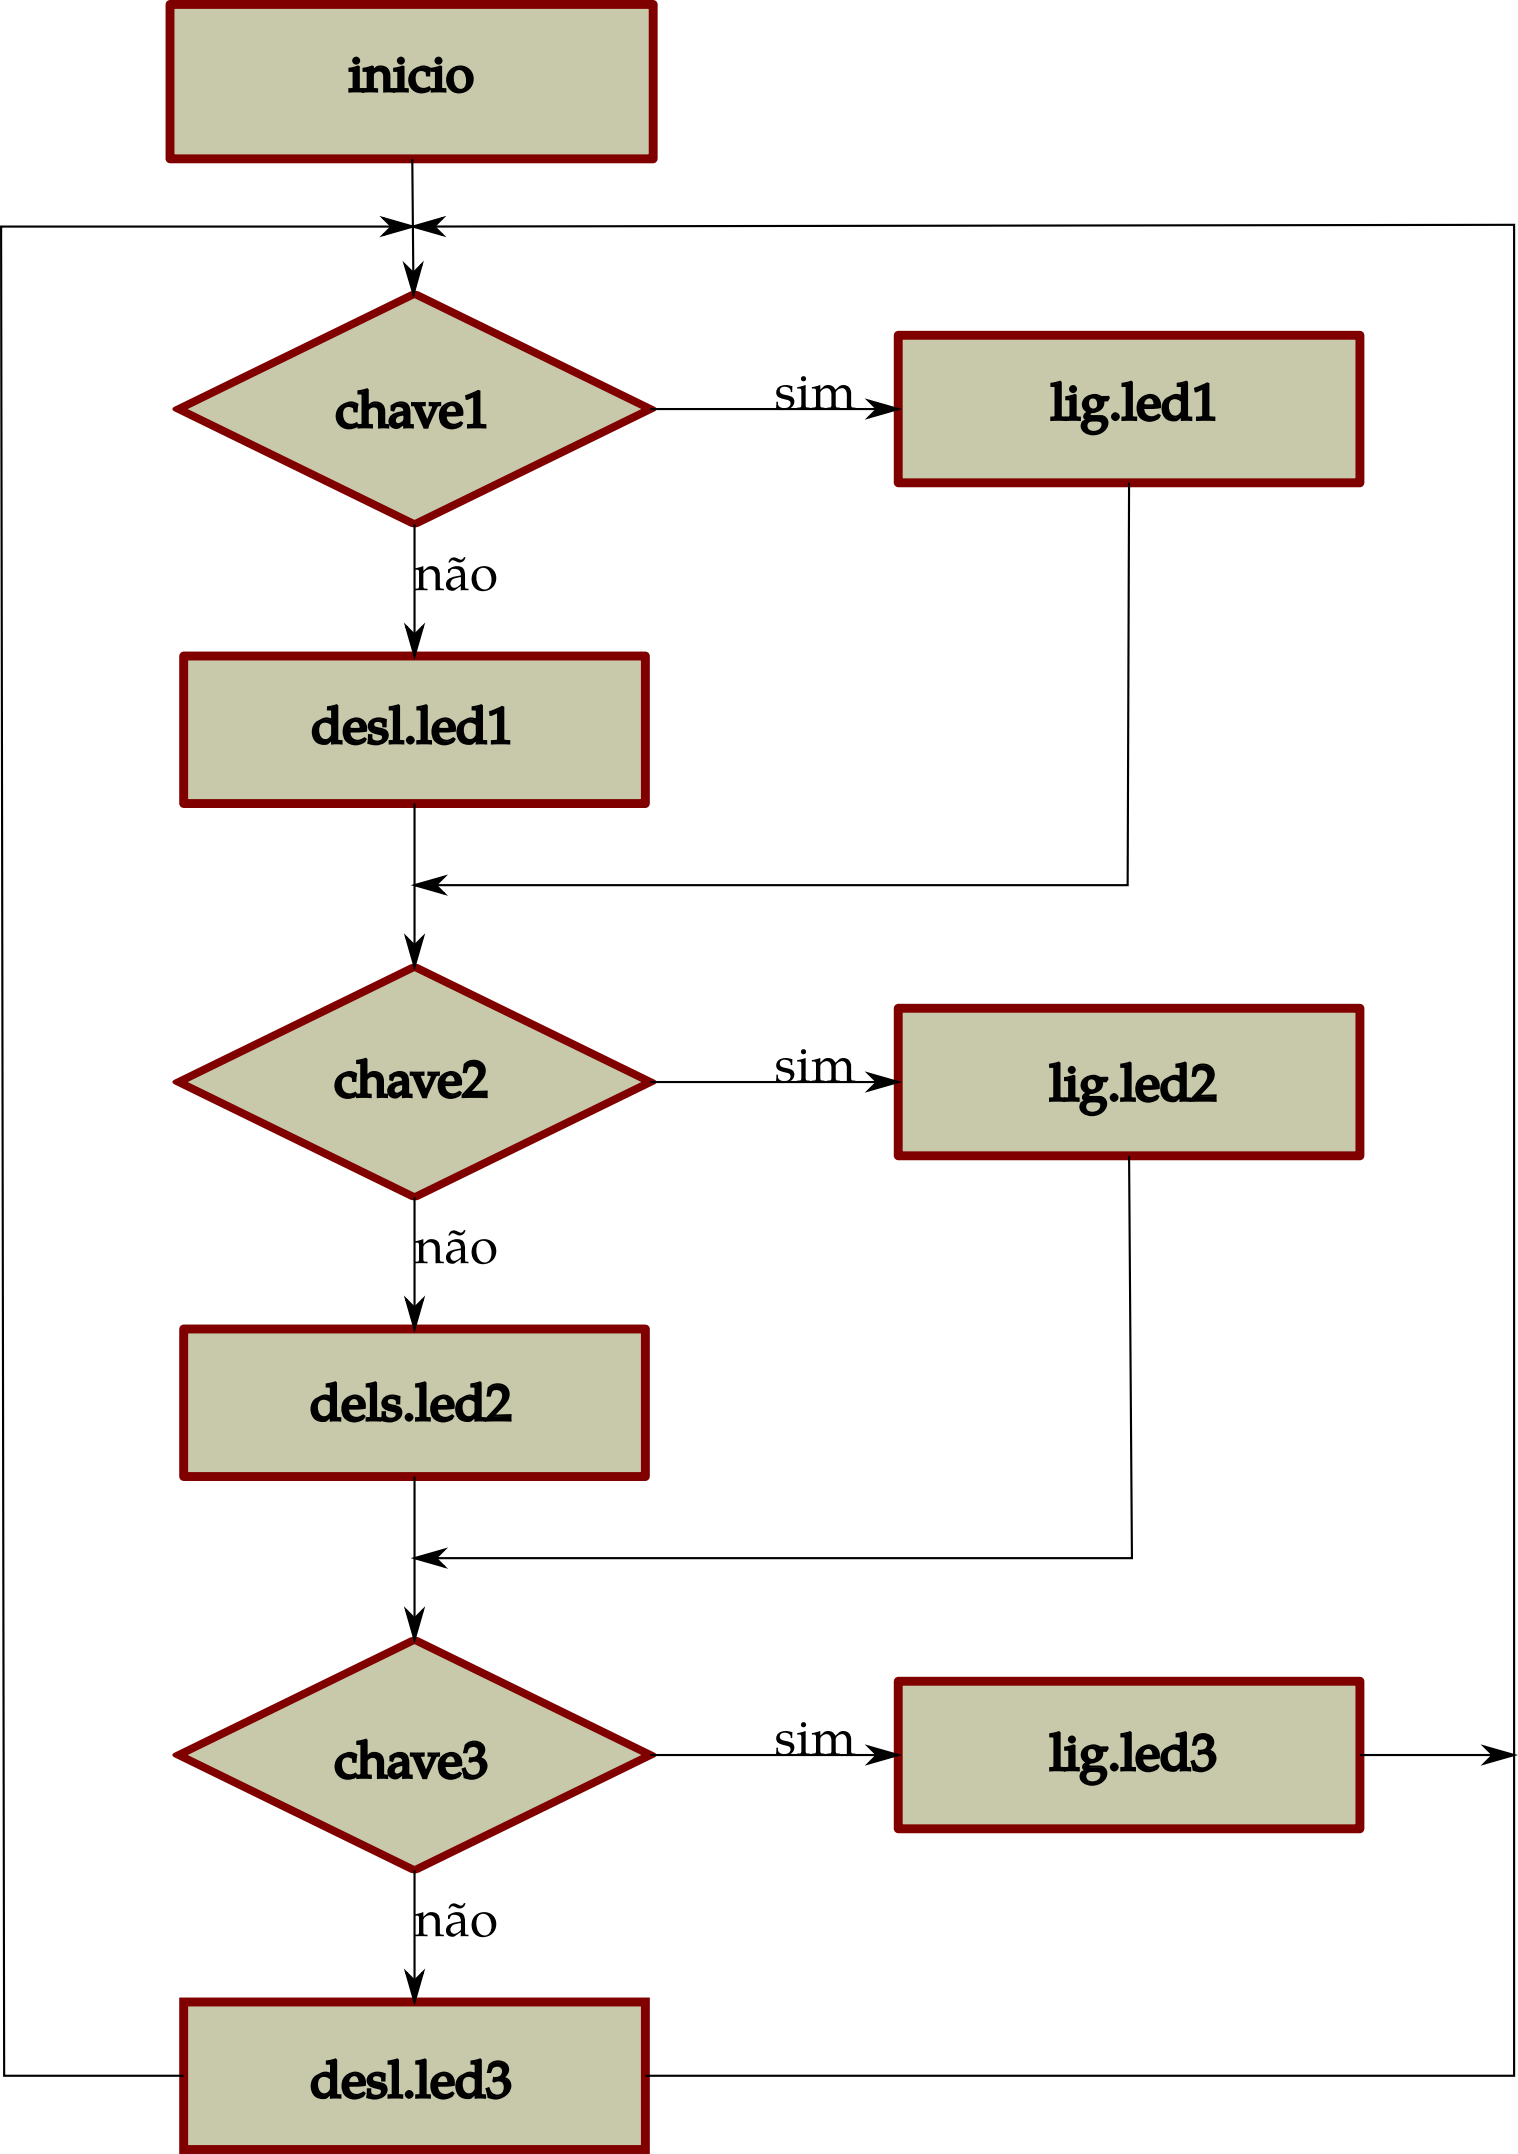 inicio
chave1
sim
lig.led1
não
desl.led1
chave2
sim
lig.led2
não
dels.led2
chave3
sim
lig.led3
não
desl.led3